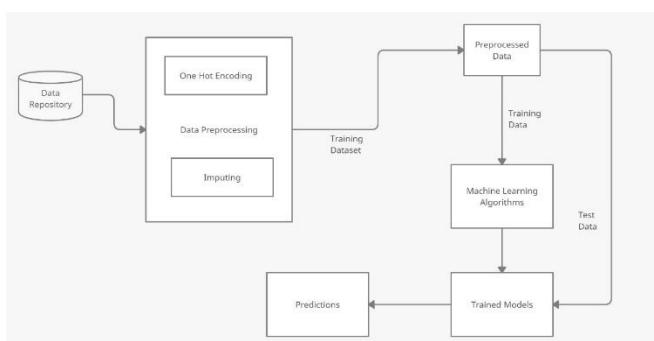 Data
Repository
One Hot Encoding
Data Preprocessing
Imputing
Training
Dataset
Preprocessed
Data
Training
Data
Machine Learning
Algorithms
Test
Data
Trained Models
Predictions